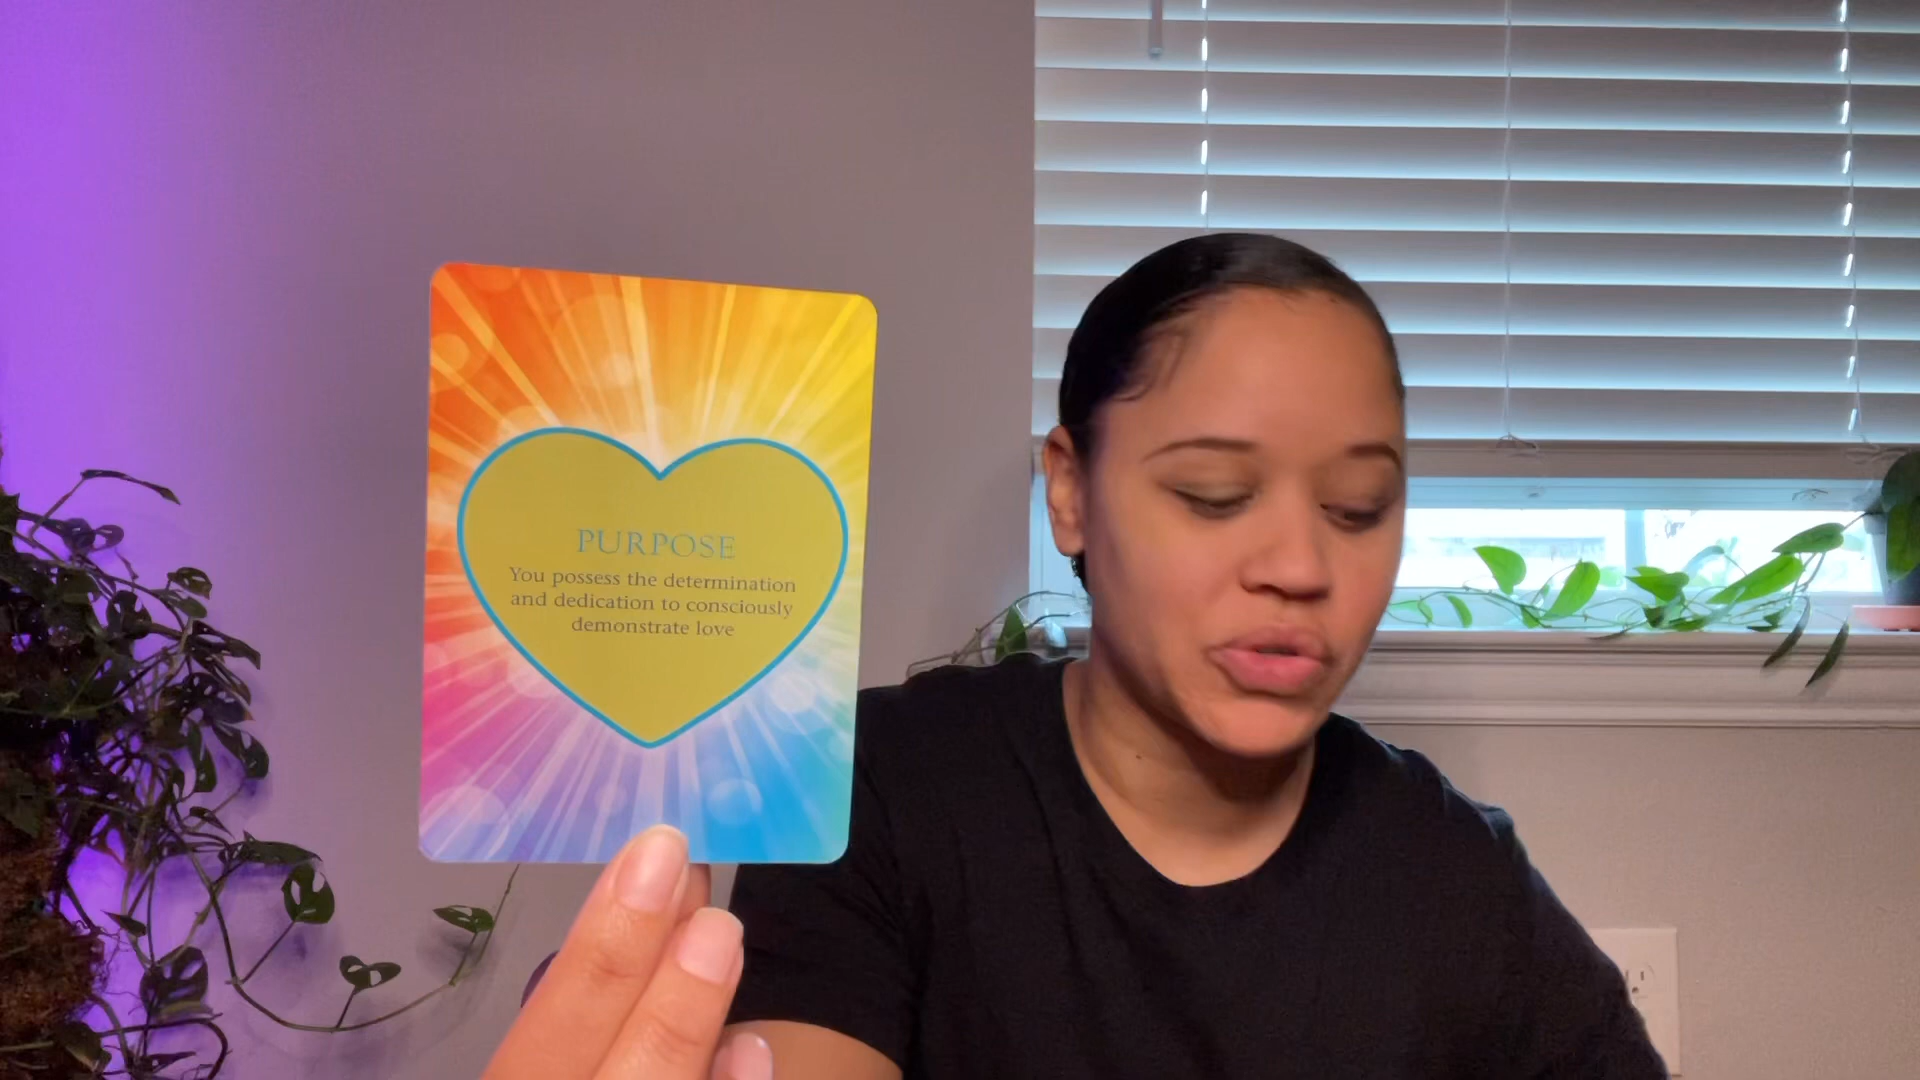 PURPOSE
You possess the determination
and dedication to consciously
demonstrate love